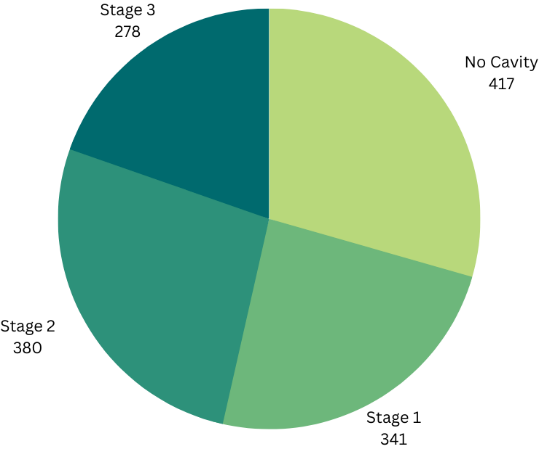 Stage 3
278
No Cavity
417
Stage 2
380
Stage 1
341